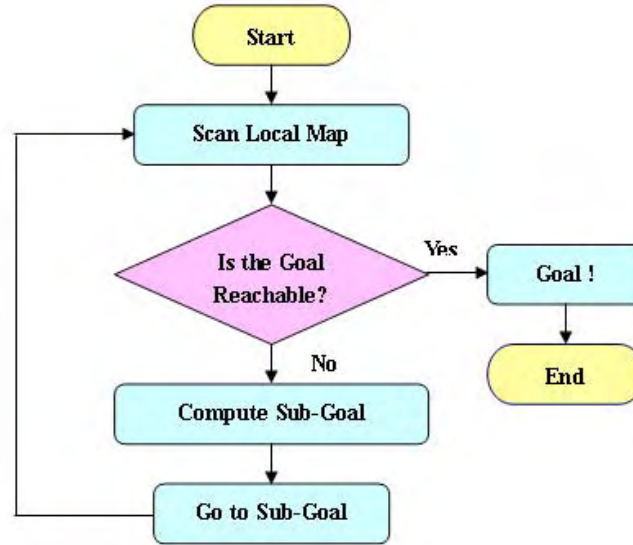 Start
Scan Local Map
Is the Goal
Reachable?
Yes
Goal !
End
No
Compute Sub-Goal
Go to Sub-Goal